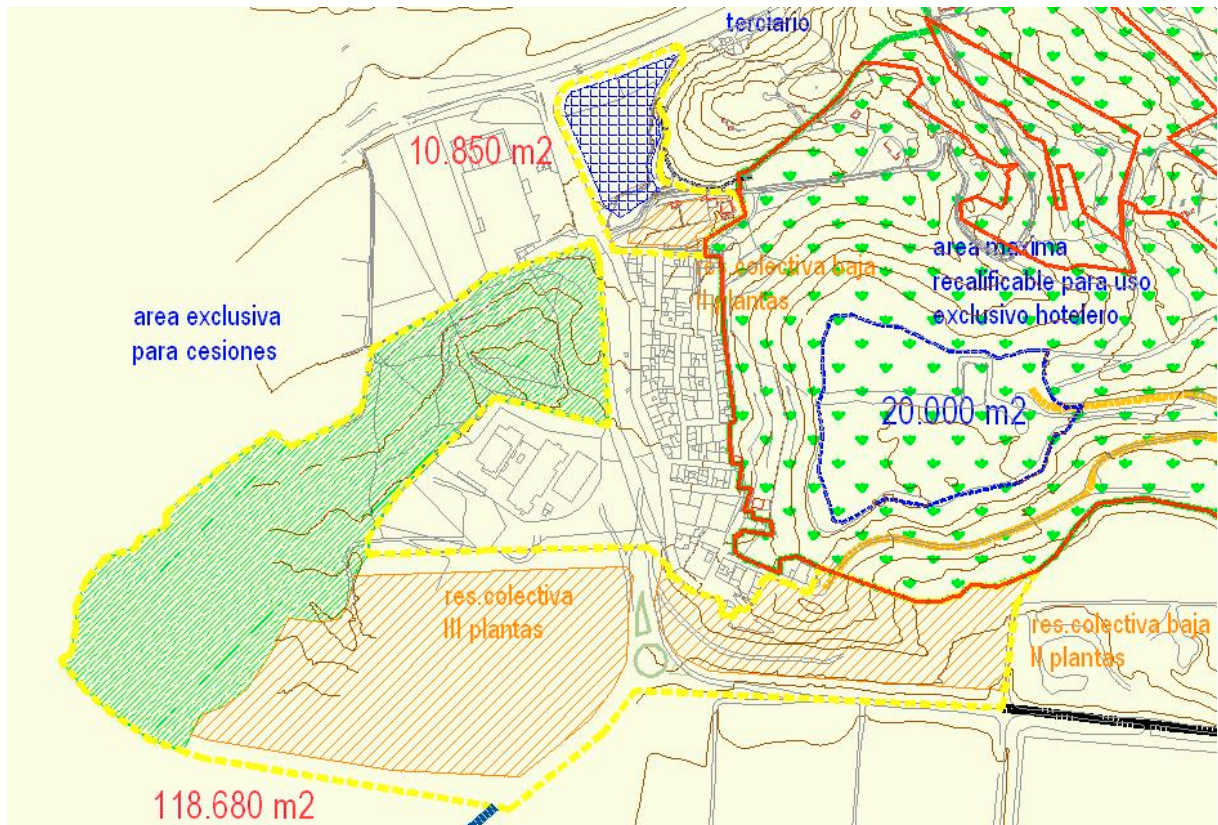 terciario
10.850 m2
area maxima
recalificable para uso
exclusivo hotelero
res.colectiva baja
II plantas
area exclusiva
para cesiones
20.000 m2
res.colectiva
III plantas
res.colectiva baja
II plantas
118.680 m2